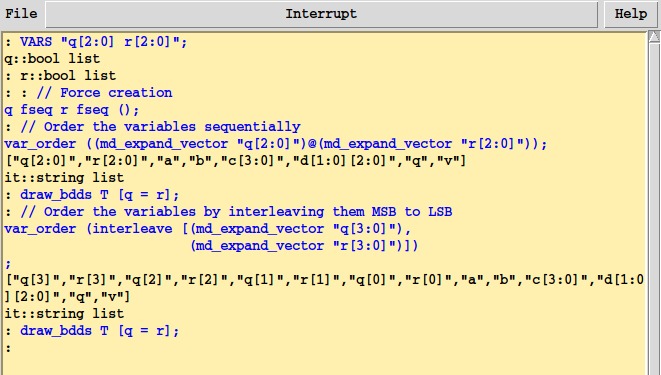 File Interrupt Help
: VARS "q[2:0] r[2:0]";
q::bool list
: r::bool list
: : // Force creation
q fseq r fseq ();
: // Order the variables sequentially
var_order ((md_expand_vector "q[2:0]")@(md_expand_vector "r[2:0]"));
["q[2:0]","r[2:0]","a","b","c[3:0]","d[1:0][2:0]","q","v"]
it::string list
: draw_bdds T [q = r];
: // Order the variables by interleaving them MSB to LSB
var_order (interleave [(md_expand_vector "q[3:0]"),
(md_expand_vector "r[3:0]")])
;
["q[3]","r[3]","q[2]","r[2]","q[1]","r[1]","q[0]","r[0]","a","b","c[3:0]","d[1:0
][2:0]","q","v"]
it::string list
: draw_bdds T [q = r];
: